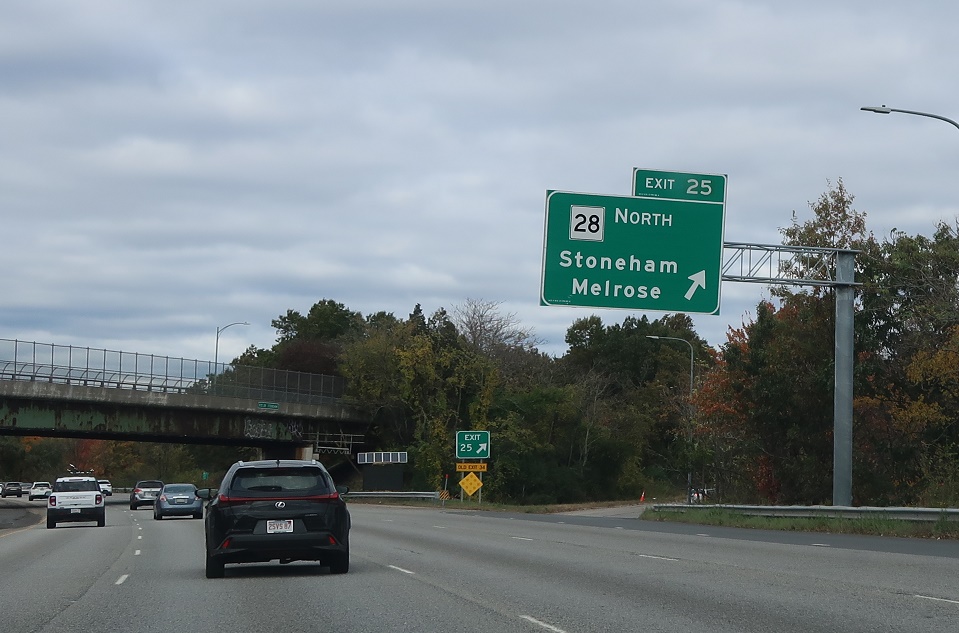 EXIT 25
28 NORTH
Stoneham
Melrose
EXIT
25
OLD EXIT 34